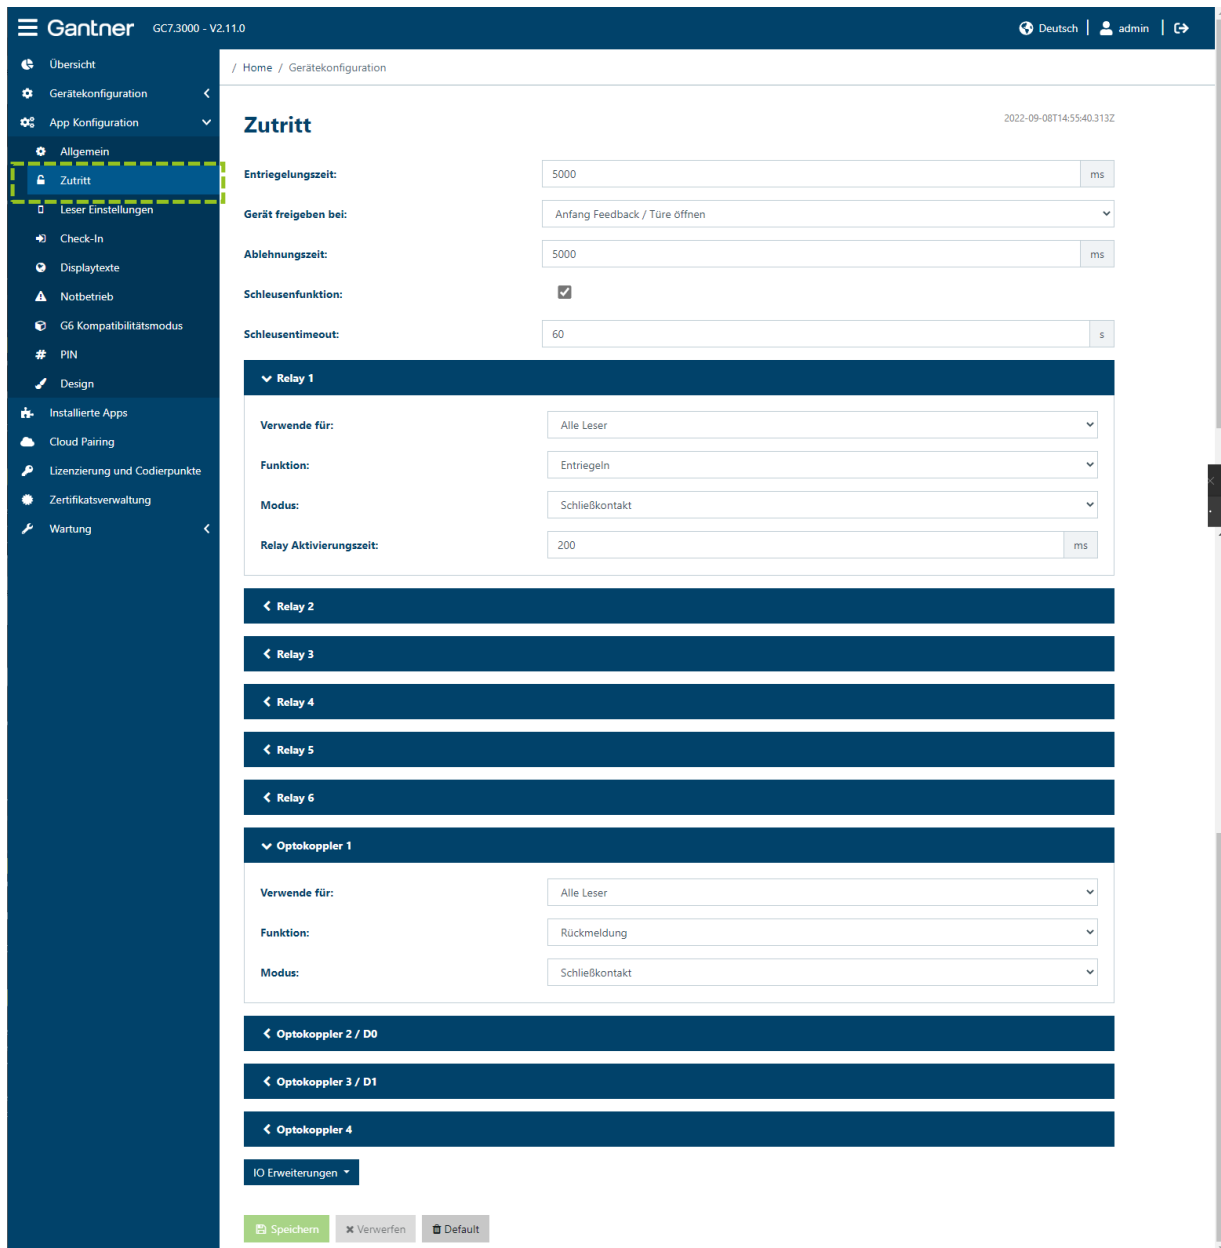 Gantner GC7.3000 - V2.11.0 Deutsch admin
Übersicht
Gerätekonfiguration
App Konfiguration
Allgemein
Zutritt
Leser Einstellungen
Check-In
Displaytexte
Notbetrieb
G6 Kompatibilitätsmodus
PIN
Design
Installierte Apps
Cloud Pairing
Lizenzierung und Codierpunkte
Zertifikatsverwaltung
Wartung
/ Home / Gerätekonfiguration
Zutritt 2022-09-08T14:55:40.313Z
Entriegelungszeit: 5000 ms
Gerät freigeben bei: Anfang Feedback / Türe öffnen
Ablehnungszeit: 5000 ms
Schleusenfunktion:
Schleusentimeout: 60 s
Relay 1
Verwende für: Alle Leser
Funktion: Entriegeln
Modus: Schließkontakt
Relay Aktivierungszeit: 200 ms
Relay 2
Relay 3
Relay 4
Relay 5
Relay 6
Optokoppler 1
Verwende für: Alle Leser
Funktion: Rückmeldung
Modus: Schließkontakt
Optokoppler 2 / D0
Optokoppler 3 / D1
Optokoppler 4
IO Erweiterungen
Speichern Verwerfen Default